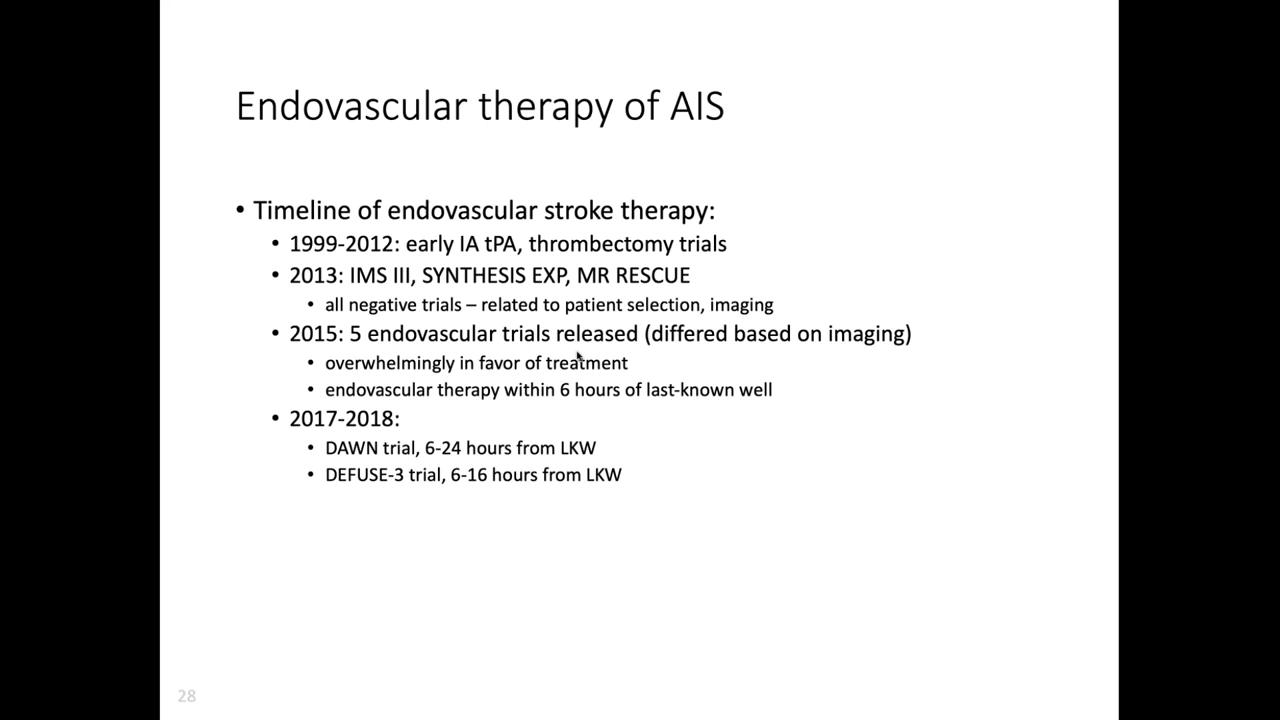 Endovascular therapy of AIS
• Timeline of endovascular stroke therapy:
• 1999-2012: early IA tPA, thrombectomy trials
• 2013: IMS III, SYNTHESIS EXP, MR RESCUE
• all negative trials – related to patient selection, imaging
• 2015: 5 endovascular trials released (differed based on imaging)
• overwhelmingly in favor of treatment
• endovascular therapy within 6 hours of last-known well
• 2017-2018:
• DAWN trial, 6-24 hours from LKW
• DEFUSE-3 trial, 6-16 hours from LKW
28